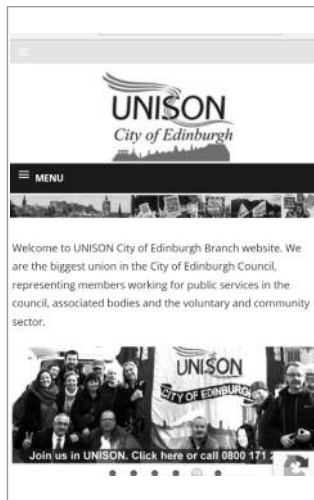 UNISON
City of Edinburgh
MENU
Welcome to UNISON City of Edinburgh Branch website. We
are the biggest union in the City of Edinburgh Council,
representing members working for public services in the
council, associated bodies and the voluntary and community
sector.
UNISON
CITY OF EDINBURGH
Join us in UNISON. Click here or call 0800 171 2